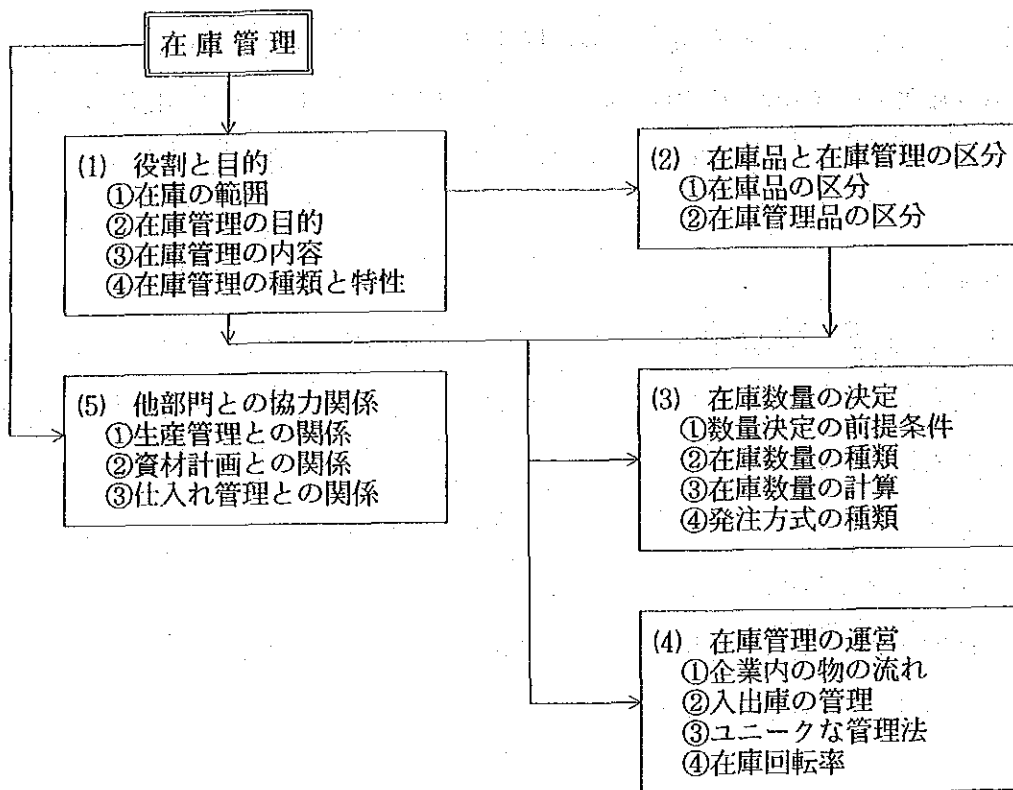 在庫管理
(1) 役割と目的
①在庫の範囲
②在庫管理の目的
③在庫管理の内容
④在庫管理の種類と特性
(2) 在庫品と在庫管理の区分
①在庫品の区分
②在庫管理品の区分
(5) 他部門との協力関係
①生産管理との関係
②資材計画との関係
③仕入れ管理との関係
(3) 在庫数量の決定
①数量決定の前提条件
②在庫数量の種類
③在庫数量の計算
④発注方式の種類
(4) 在庫管理の運営
①企業内の物の流れ
②入出庫の管理
③ユニークな管理法
④在庫回転率